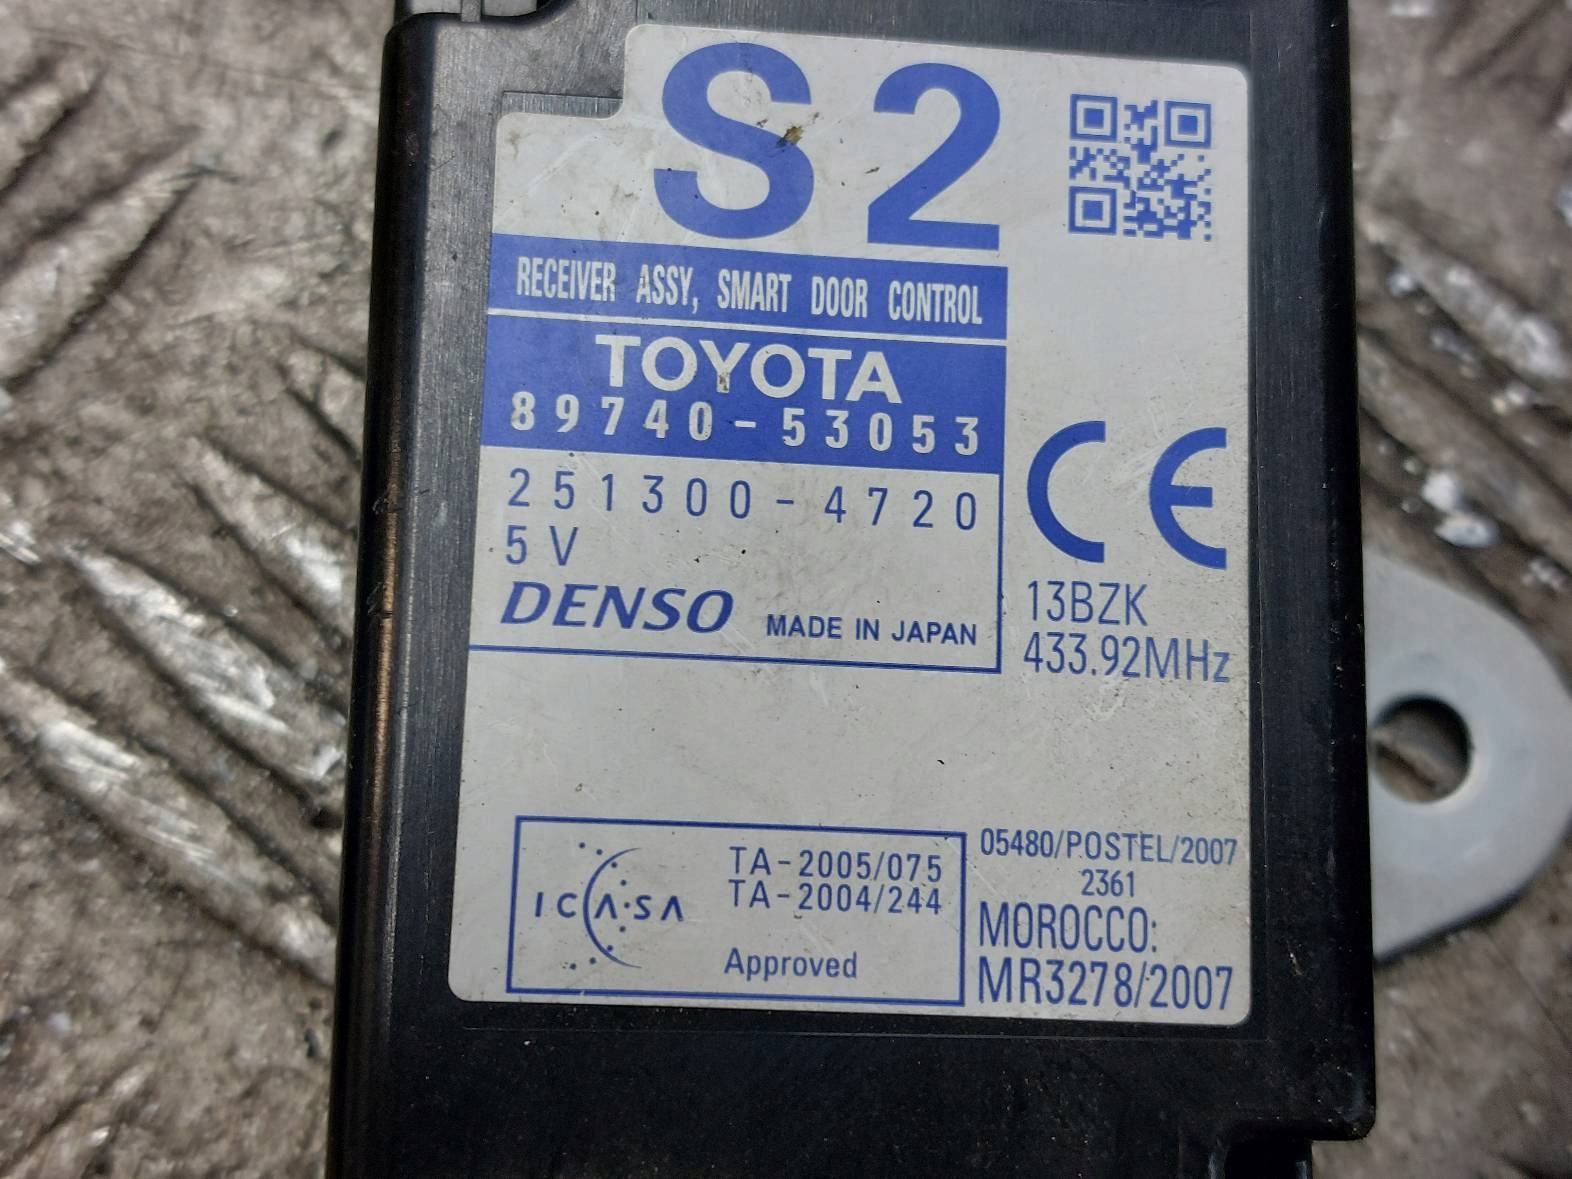 S2
RECEIVER ASSY, SMART DOOR CONTROL
TOYOTA
89740-53053
251300-4720
5V
DENSO MADE IN JAPAN
CE
13BZK
433.92MHz
ICASA
TA-2005/075
TA-2004/244
Approved
05480/POSTEL/2007
2361
MOROCCO:
MR3278/2007